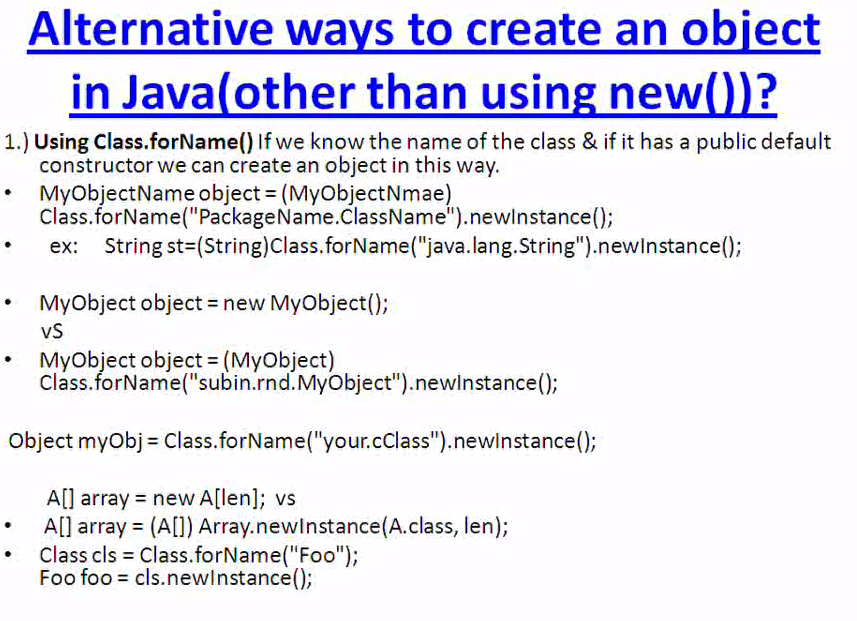 Alternative ways to create an object
in Java(other than using new())?
1.) Using Class.forName() If we know the name of the class & if it has a public default
constructor we can create an object in this way.
• MyObjectName object = (MyObjectNmae)
Class.forName("PackageName.ClassName").newInstance();
• ex: String st=(String)Class.forName("java.lang.String").newInstance();
• MyObject object = new MyObject();
vS
• MyObject object = (MyObject)
Class.forName("subin.rnd.MyObject").newInstance();
Object myObj = Class.forName("your.cClass").newInstance();
A[] array = new A[len]; vs
• A[] array = (A[]) Array.newInstance(A.class, len);
• Class cls = Class.forName("Foo");
Foo foo = cls.newInstance();